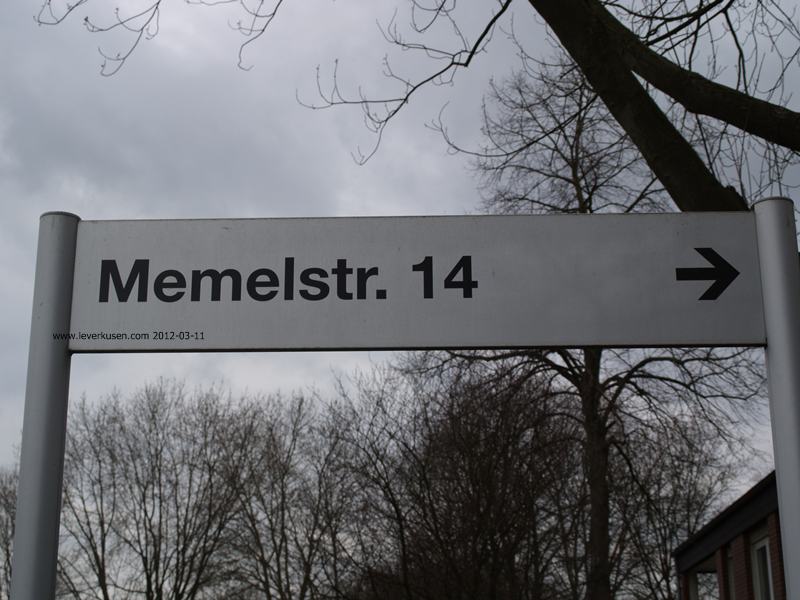 Memelstr. 14 →
www.leverkusen.com 2012-03-11